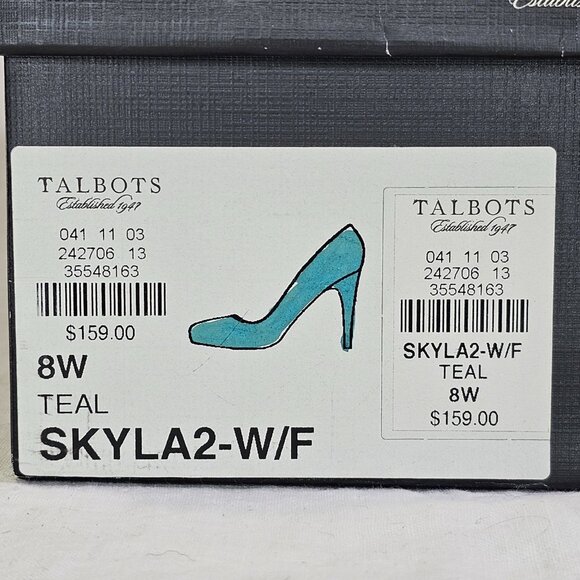 TALBOTS
Established 1947
041 11 03
242706 13
35548163
$159.00
8W
TEAL
SKYLA2-W/F
TALBOTS
Established 1947
041 11 03
242706 13
35548163
SKYLA2-W/F
TEAL
8W
$159.00